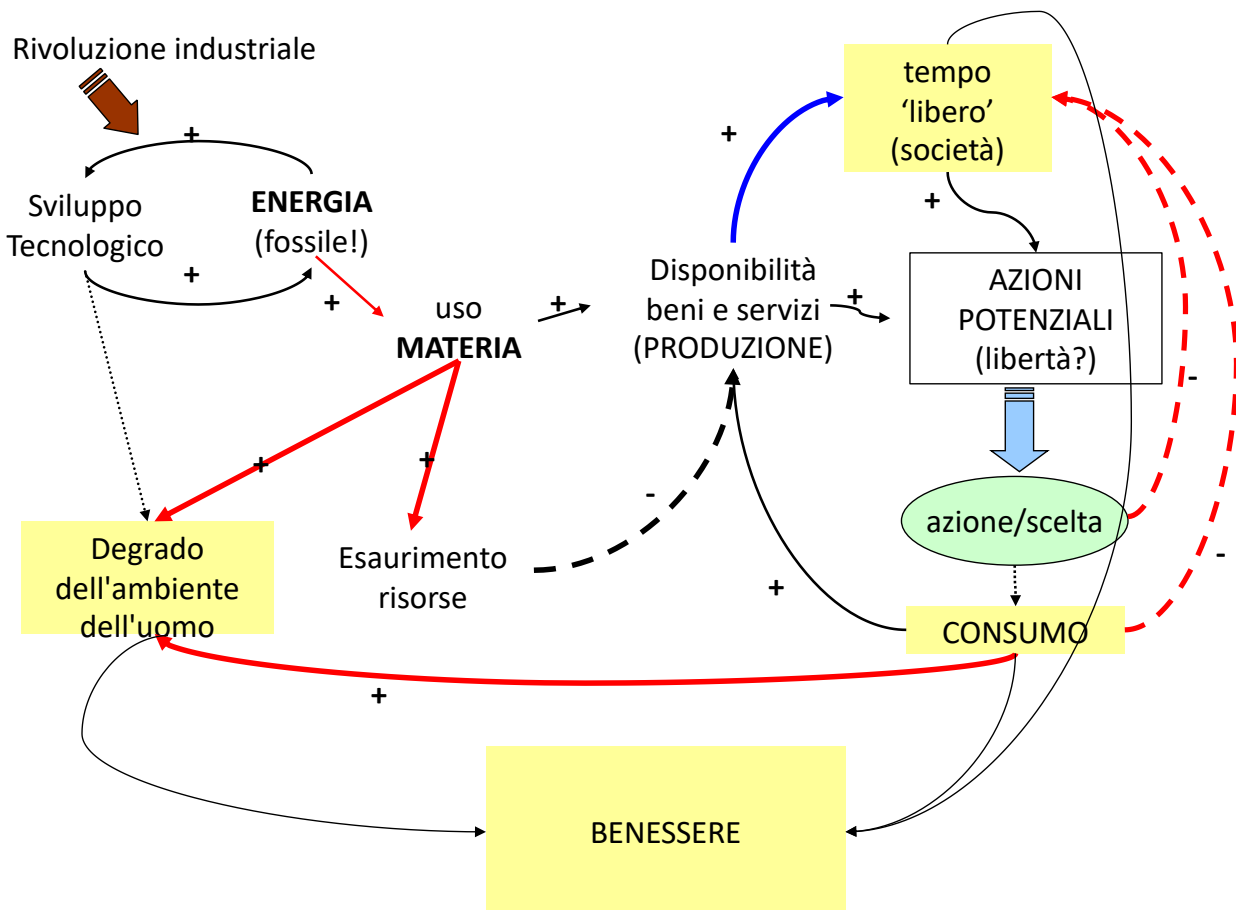 Rivoluzione industriale
+
Sviluppo
Tecnologico
ENERGIA
(fossile!)
+
+
uso
MATERIA
+
Disponibilità
beni e servizi
(PRODUZIONE)
+
tempo
‘libero’
(società)
+
+
AZIONI
POTENZIALI
(libertà?)
-
azione/scelta
-
CONSUMO
+
-
+
+
Esaurimento
risorse
Degrado
dell'ambiente
dell'uomo
+
BENESSERE